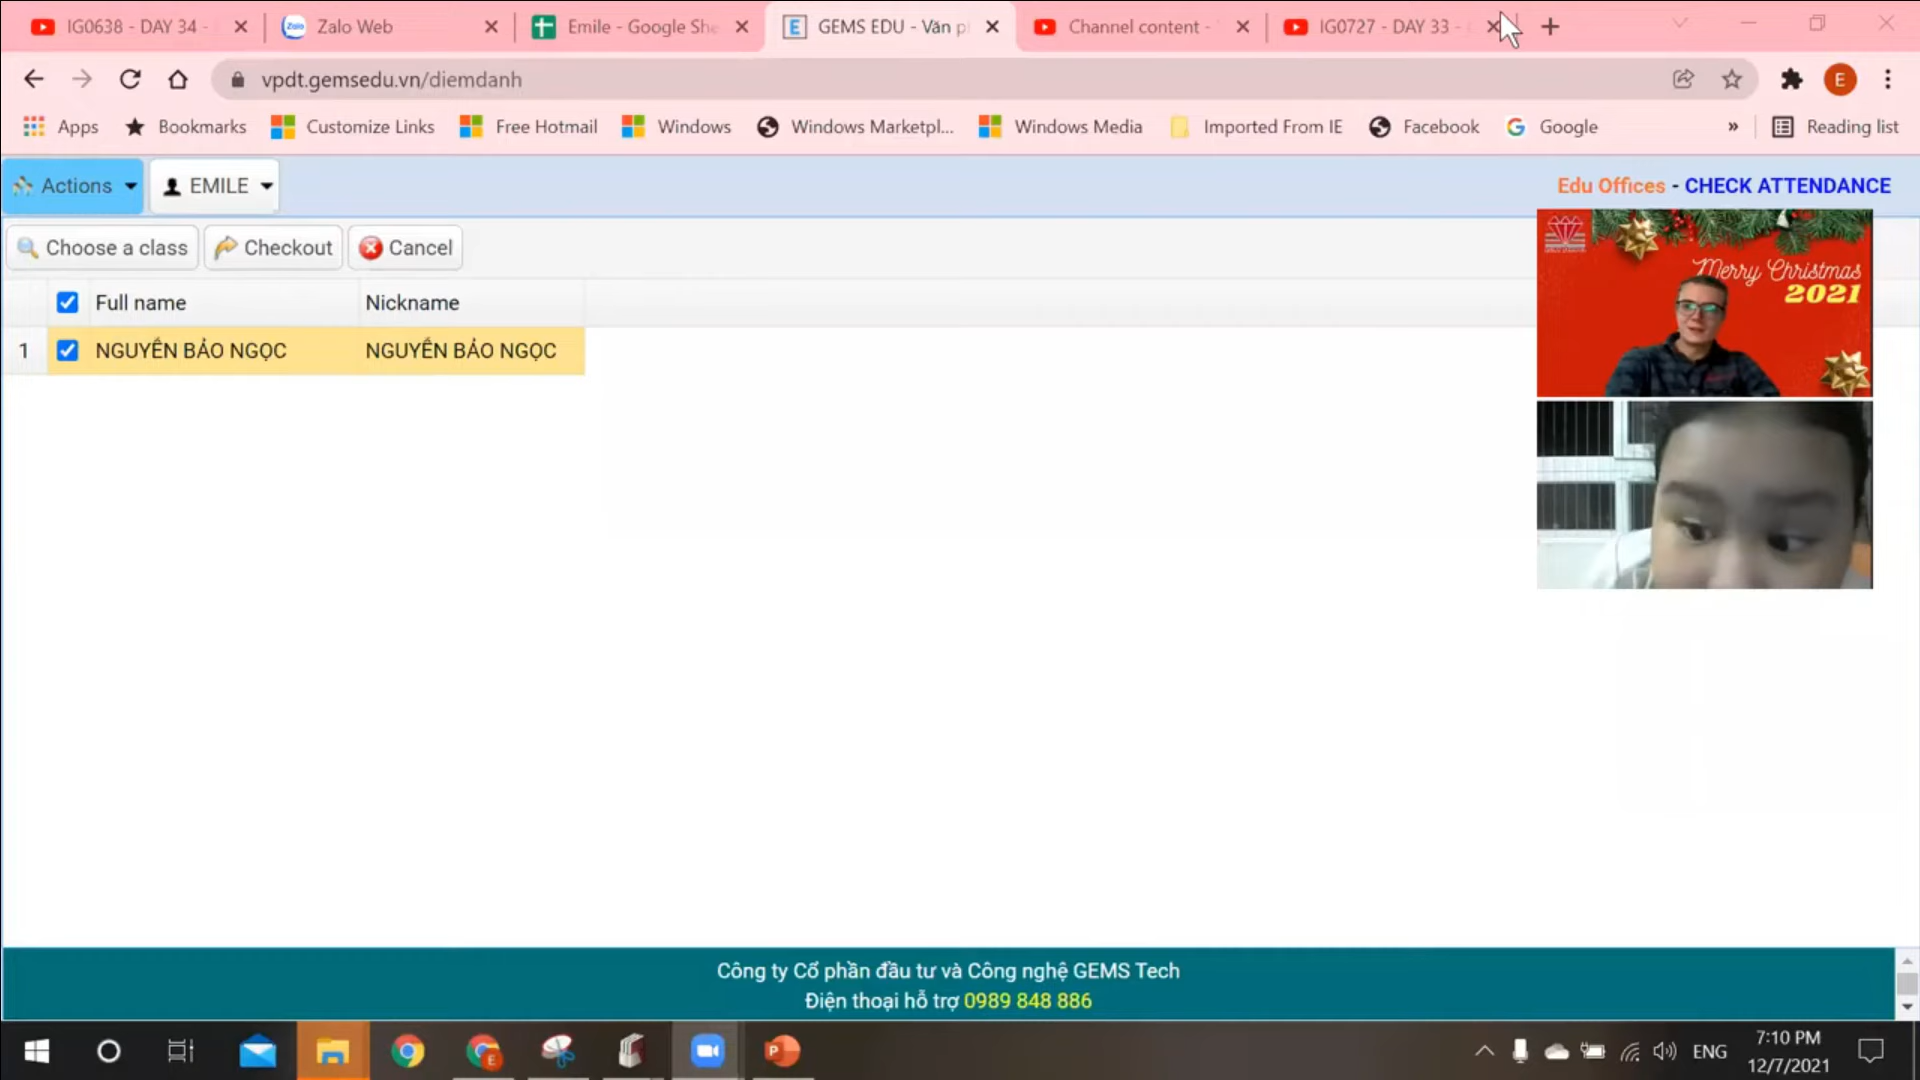 IG0638 - DAY 34 -
Zalo Web
Emile - Google She
GEMS EDU - Văn p
Channel content -
IG0727 - DAY 33 -
vpdt.gemsedu.vn/diemdanh
E
Apps
Bookmarks
Customize Links
Free Hotmail
Windows
Windows Marketpl...
Windows Media
Imported From IE
Facebook
Google
»
Reading list
Actions
EMILE
Edu Offices - CHECK ATTENDANCE
Choose a class
Checkout
Cancel
Merry Christmas
2021
Full name
Nickname
1
NGUYỄN BẢO NGỌC
NGUYỄN BẢO NGỌC
Công ty Cổ phần đầu tư và Công nghệ GEMS Tech
Điện thoại hỗ trợ 0989 848 886
ENG
7:10 PM
12/7/2021